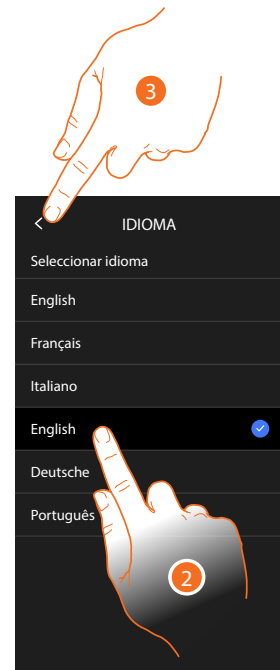 3
IDIOMA
Seleccionar idioma
English
Français
Italiano
English
Deutsche
Português
2